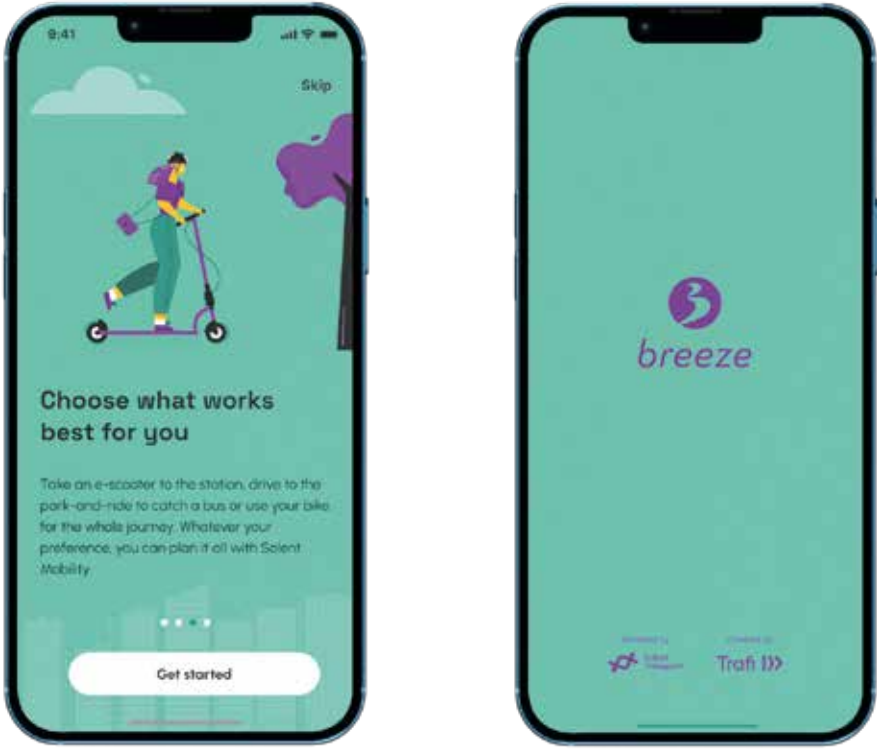 9:41
Skip
Choose what works
best for you
Take an e-scooter to the station, drive to the
park-and-ride to catch a bus or use your bike
for the whole journey. Whatever your
preference, you can plan it all with Solent
Mobility
Get started
breeze
Trafi